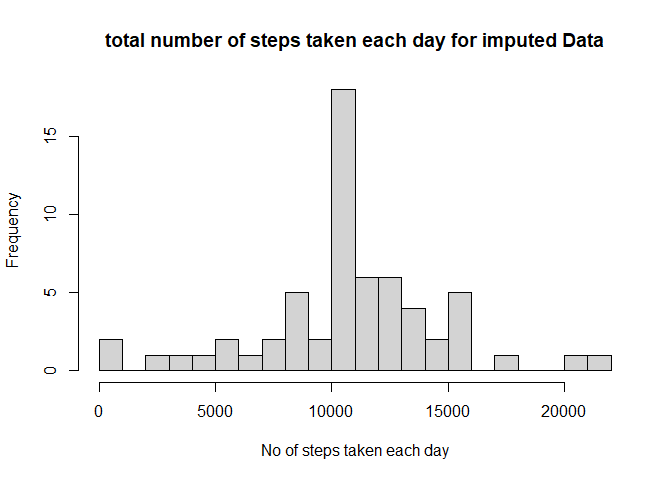 total number of steps taken each day for imputed Data
Frequency
15
10
5
0
0 5000 10000 15000 20000
No of steps taken each day